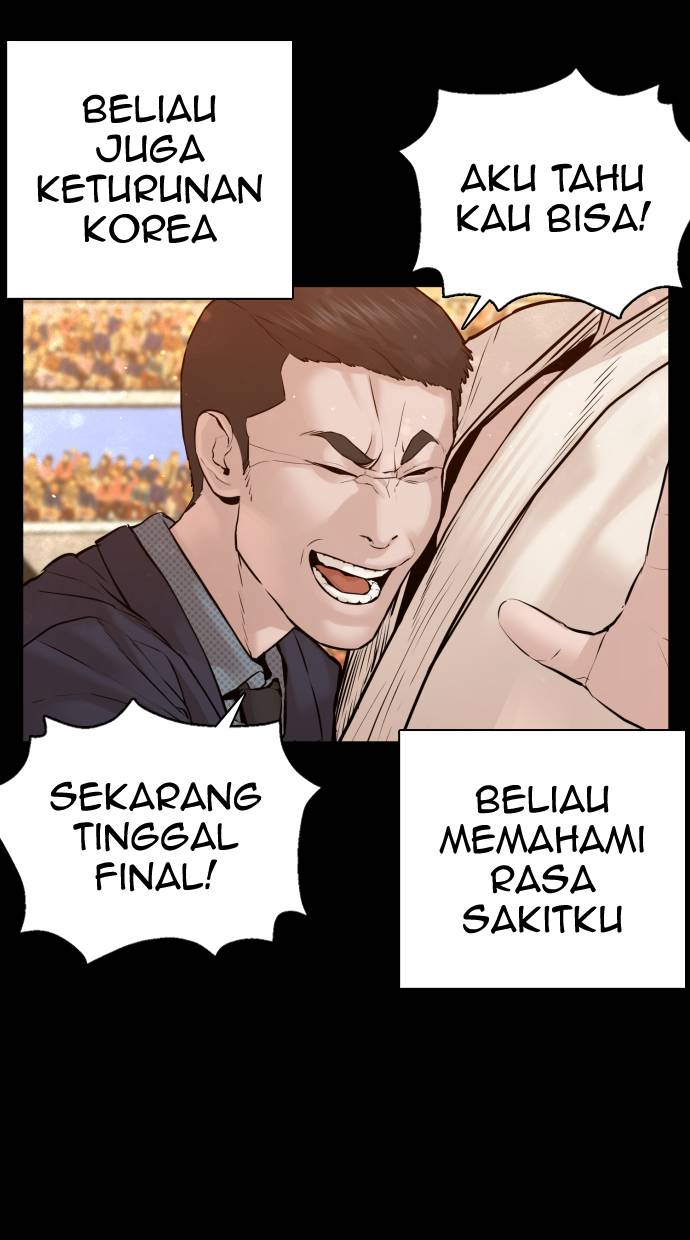 BELIAU
JUGA
KETURUNAN
KOREA
AKU TAHU
KAU BISA!
SEKARANG
TINGGAL
FINAL!
BELIAU
MEMAHAMI
RASA
SAKITKU